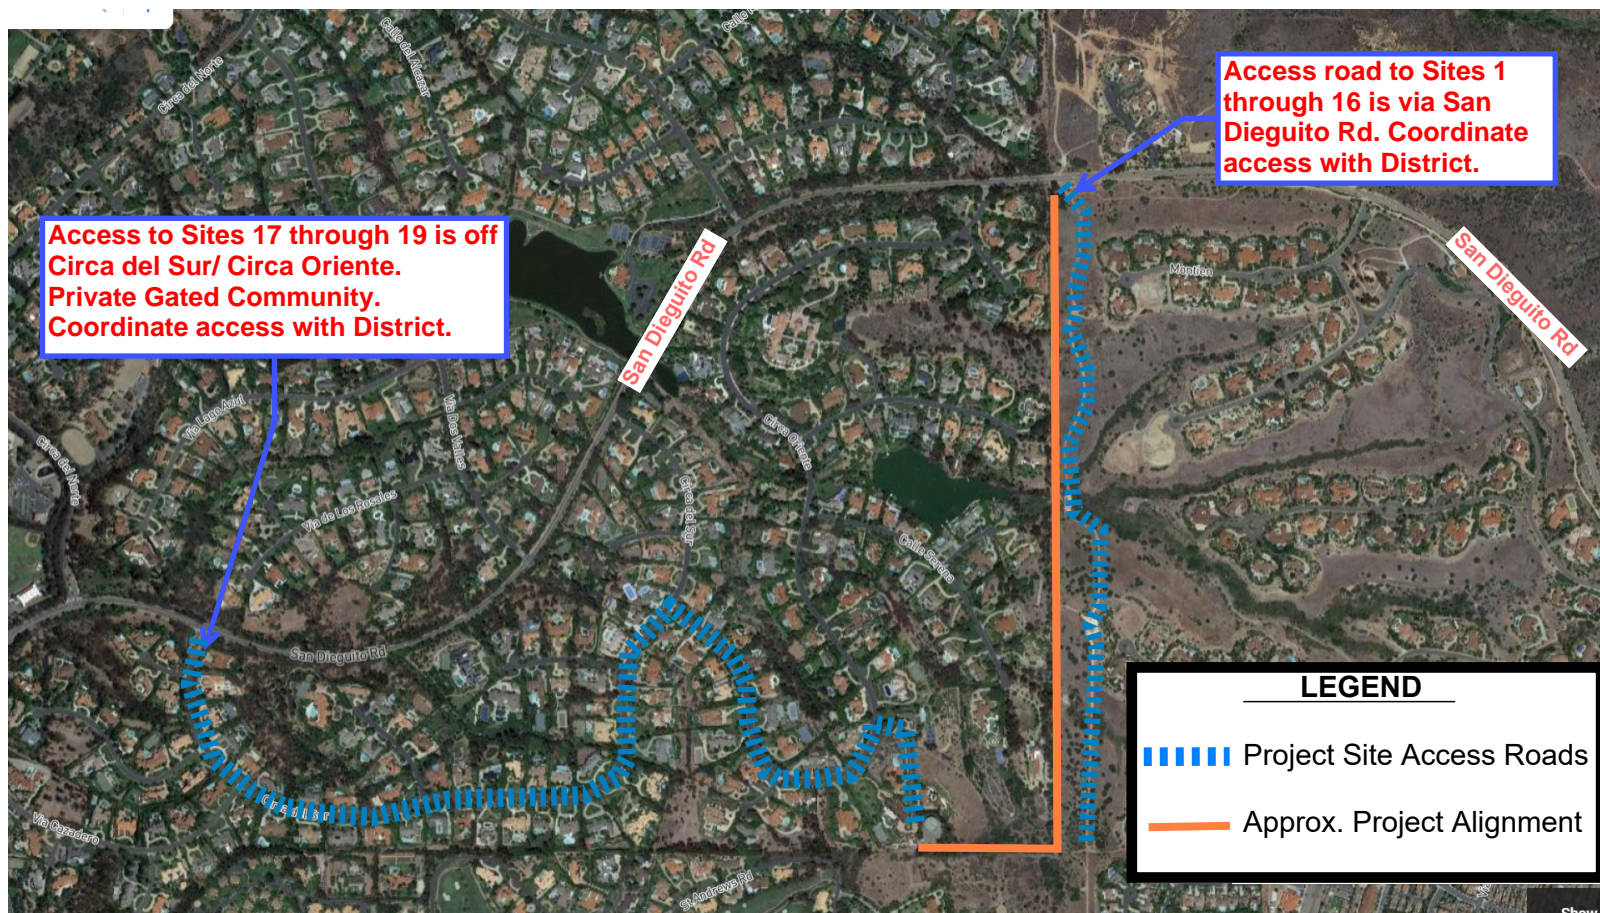 Calle del Alcazar
Circa del Norte
Access road to Sites 1
through 16 is via San
Dieguito Rd. Coordinate
access with District.
Access to Sites 17 through 19 is off
Circa del Sur/ Circa Oriente.
Private Gated Community.
Coordinate access with District.
San Dieguito Rd
San Dieguito Rd
Montien
Via Lago Azul
Via Dos Valles
Circa del Norte
Circa Oriente
Via de Los Rosales
Circa del Sur
Calle Serena
San Dieguito Rd
LEGEND
Project Site Access Roads
Approx. Project Alignment
Circa del Sur
Via Cazadero
St Andrews Rd
Show